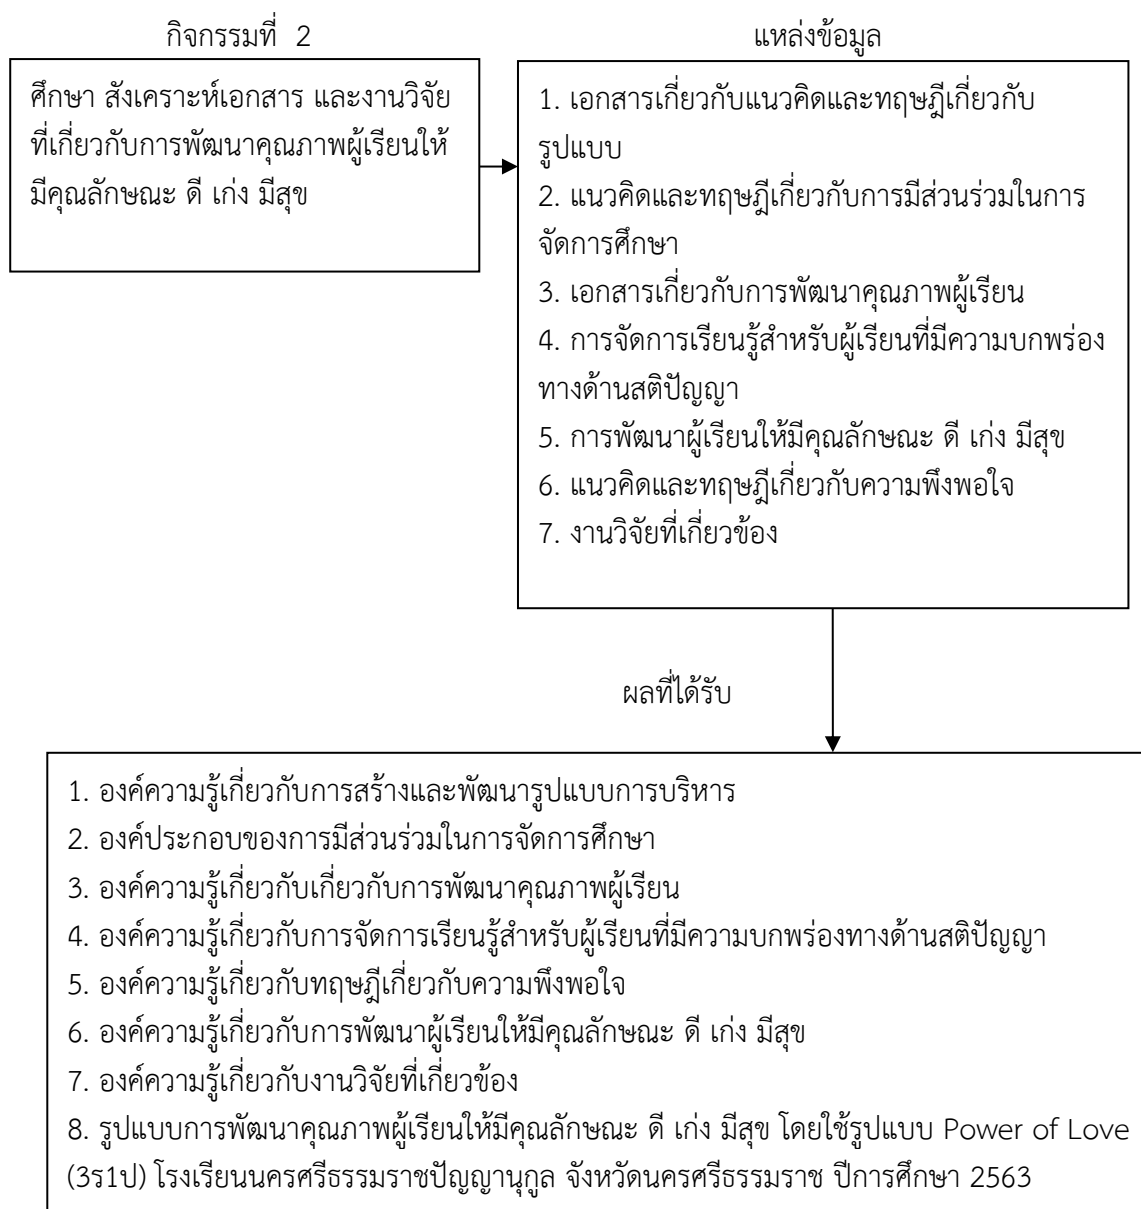 กิจกรรมที่ 2
ศึกษา สังเคราะห์เอกสาร และงานวิจัย
ที่เกี่ยวกับการพัฒนาคุณภาพผู้เรียนให้
มีคุณลักษณะ ดี เก่ง มีสุข
แหล่งข้อมูล
1. เอกสารเกี่ยวกับแนวคิดและทฤษฎีเกี่ยวกับ
รูปแบบ
2. แนวคิดและทฤษฎีเกี่ยวกับการมีส่วนร่วมในการ
จัดการศึกษา
3. เอกสารเกี่ยวกับการพัฒนาคุณภาพผู้เรียน
4. การจัดการเรียนรู้สำหรับผู้เรียนที่มีความบกพร่อง
ทางด้านสติปัญญา
5. การพัฒนาผู้เรียนให้มีคุณลักษณะ ดี เก่ง มีสุข
6. แนวคิดและทฤษฎีเกี่ยวกับความพึงพอใจ
7. งานวิจัยที่เกี่ยวข้อง
ผลที่ได้รับ
1. องค์ความรู้เกี่ยวกับการสร้างและพัฒนารูปแบบการบริหาร
2. องค์ประกอบของการมีส่วนร่วมในการจัดการศึกษา
3. องค์ความรู้เกี่ยวกับเกี่ยวกับการพัฒนาคุณภาพผู้เรียน
4. องค์ความรู้เกี่ยวกับการจัดการเรียนรู้สำหรับผู้เรียนที่มีความบกพร่องทางด้านสติปัญญา
5. องค์ความรู้เกี่ยวกับทฤษฎีเกี่ยวกับความพึงพอใจ
6. องค์ความรู้เกี่ยวกับการพัฒนาผู้เรียนให้มีคุณลักษณะ ดี เก่ง มีสุข
7. องค์ความรู้เกี่ยวกับงานวิจัยที่เกี่ยวข้อง
8. รูปแบบการพัฒนาคุณภาพผู้เรียนให้มีคุณลักษณะ ดี เก่ง มีสุข โดยใช้รูปแบบ Power of Love
(3ร1ป) โรงเรียนนครศรีธรรมราชปัญญานุกูล จังหวัดนครศรีธรรมราช ปีการศึกษา 2563